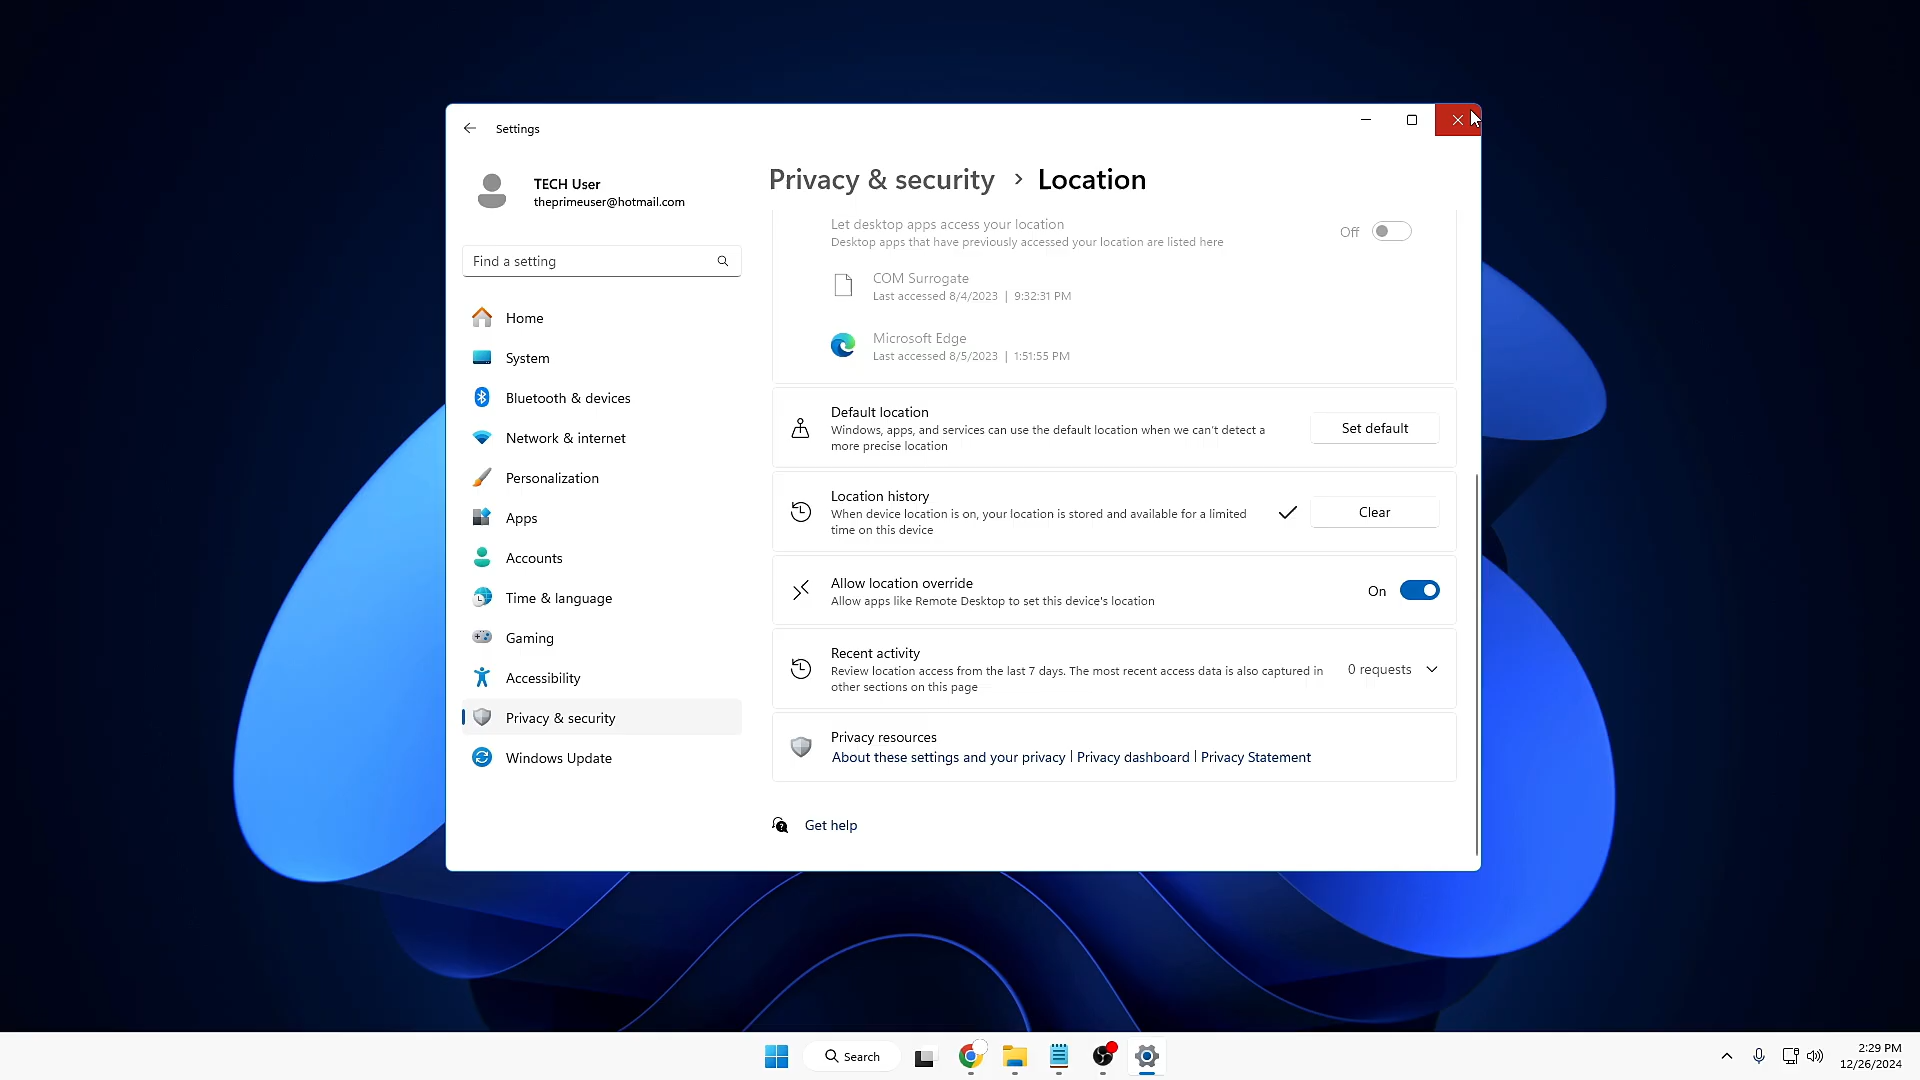 Settings
TECH User
theprimeuser@hotmail.com
Find a setting
Home
System
Bluetooth & devices
Network & internet
Personalization
Apps
Accounts
Time & language
Gaming
Accessibility
Privacy & security
Windows Update
Privacy & security > Location
Let desktop apps access your location
Desktop apps that have previously accessed your location are listed here
Off
COM Surrogate
Last accessed 8/4/2023 | 9:32:31 PM
Microsoft Edge
Last accessed 8/5/2023 | 1:51:55 PM
Default location
Windows, apps, and services can use the default location when we can't detect a
more precise location
Set default
Location history
When device location is on, your location is stored and available for a limited
time on this device
Clear
Allow location override
Allow apps like Remote Desktop to set this device's location
On
Recent activity
Review location access from the last 7 days. The most recent access data is also captured in
other sections on this page
0 requests
Privacy resources
About these settings and your privacy | Privacy dashboard | Privacy Statement
Get help
Search
2:29 PM
12/26/2024